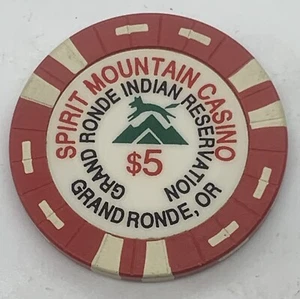 SPIRIT MOUNTAIN CASINO
GRAND RONDE INDIAN RESERVATION
$5
GRAND RONDE, OR